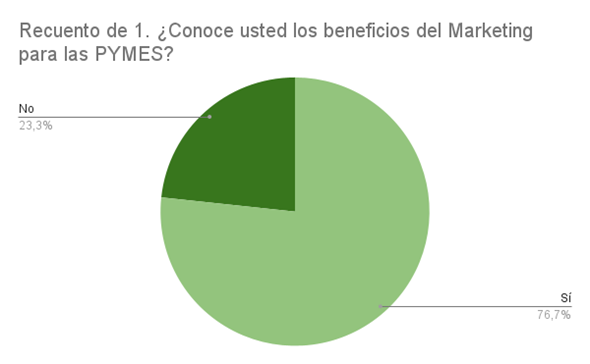 Recuento de 1. ¿Conoce usted los beneficios del Marketing
para las PYMES?
No
23,3%
Sí
76,7%